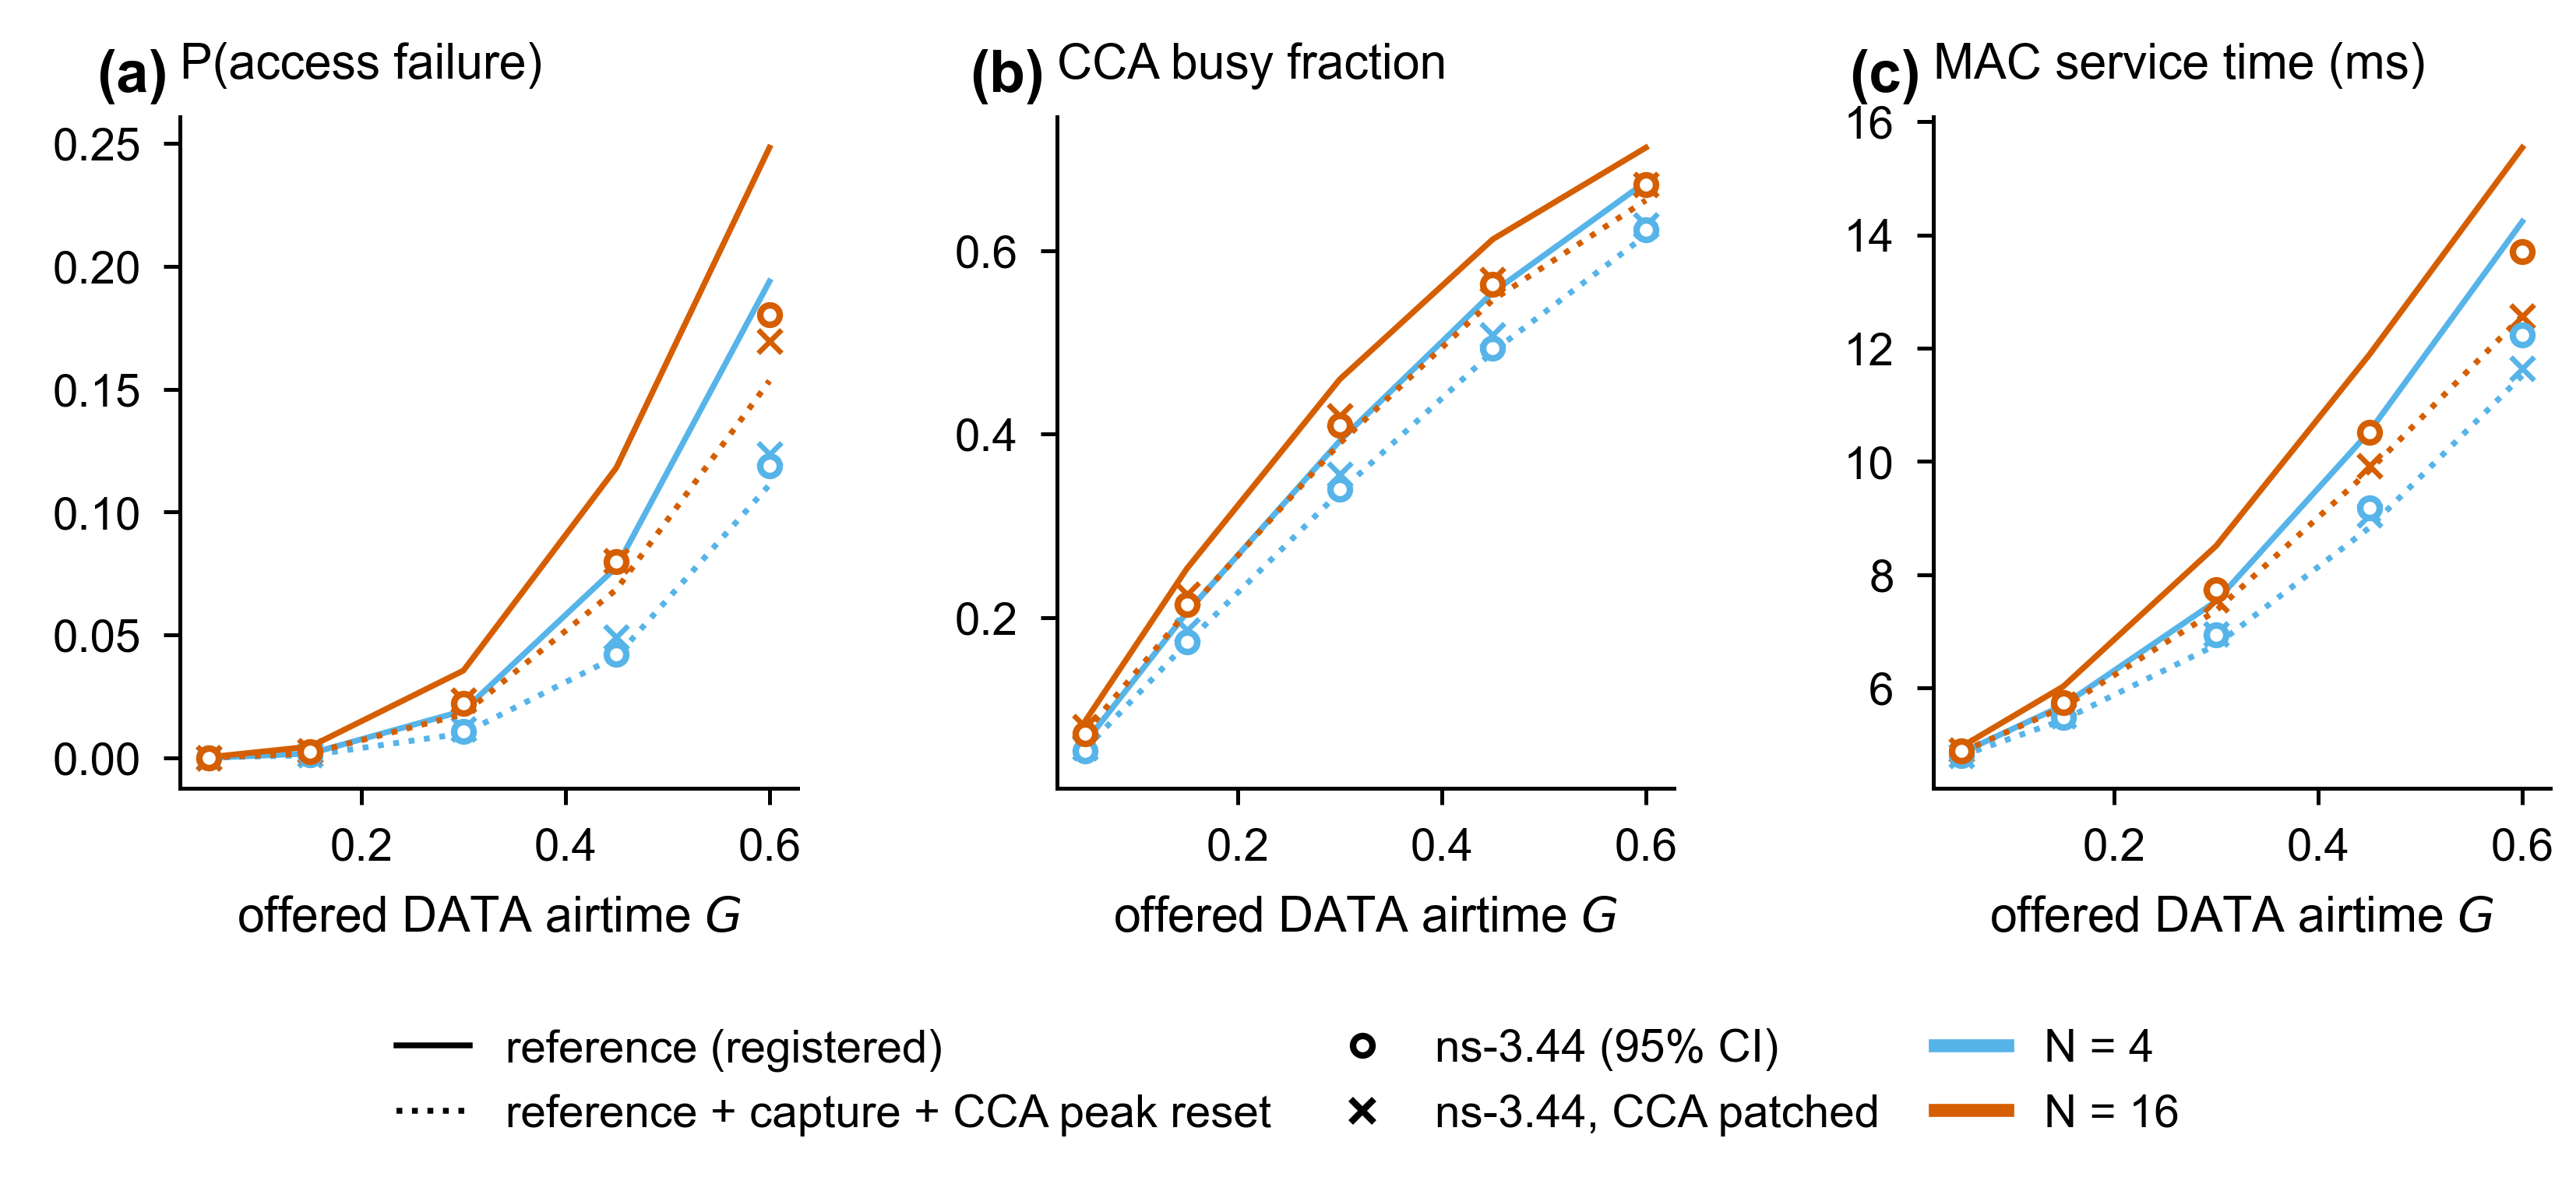 (a) P(access failure)
0.25
0.20
0.15
0.10
0.05
0.00
0.2 0.4 0.6
offered DATA airtime G
(b) CCA busy fraction
0.6
0.4
0.2
0.2 0.4 0.6
offered DATA airtime G
(c) MAC service time (ms)
16
14
12
10
8
6
0.2 0.4 0.6
offered DATA airtime G
reference (registered)
reference + capture + CCA peak reset
ns-3.44 (95% CI)
ns-3.44, CCA patched
N = 4
N = 16